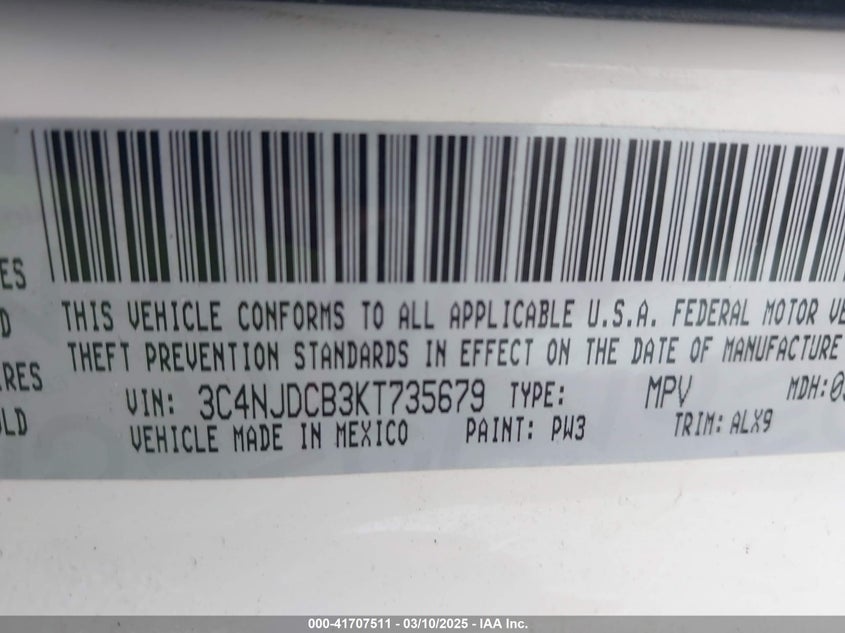 ES
THIS VEHICLE CONFORMS TO ALL APPLICABLE U.S.A. FEDERAL MOTOR VE
D
THEFT PREVENTION STANDARDS IN EFFECT ON THE DATE OF MANUFACTURE
RES
VIN: 3C4NJDCB3KT735679 TYPE: MPV MDH:0
LD
VEHICLE MADE IN MEXICO PAINT: PW3 TRIM: ALX9
000-41707511 - 03/10/2025 - IAA Inc.